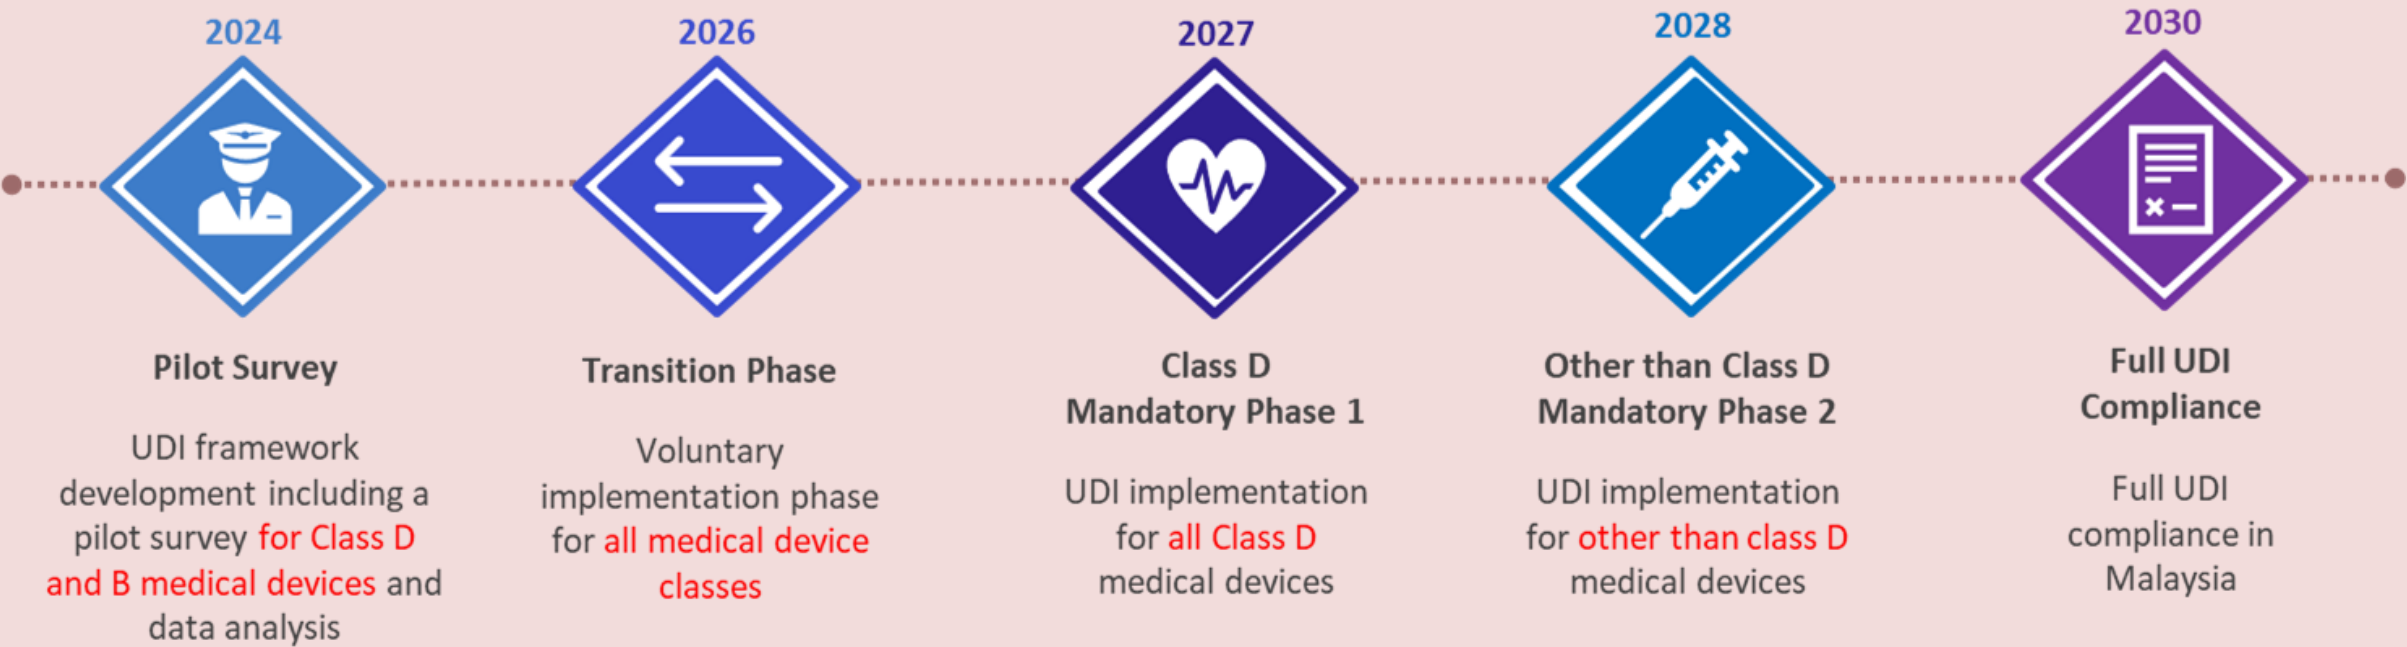 2024
Pilot Survey
UDI framework
development including a
pilot survey for Class D
and B medical devices and
data analysis
2026
Transition Phase
Voluntary
implementation phase
for all medical device
classes
2027
Class D
Mandatory Phase 1
UDI implementation
for all Class D
medical devices
2028
Other than Class D
Mandatory Phase 2
UDI implementation
for other than class D
medical devices
2030
Full UDI
Compliance
Full UDI
compliance in
Malaysia